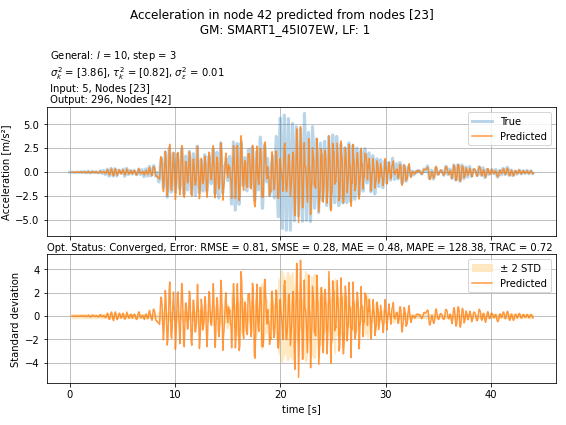 Acceleration in node 42 predicted from nodes [23]
GM: SMART1_45I07EW, LF: 1
General: l = 10, step = 3
σ²ₖ = [3.86], τ²ₖ = [0.82], σ²ε = 0.01
Input: 5, Nodes [23]
Output: 296, Nodes [42]
Acceleration [m/s²]
5.0
2.5
0.0
−2.5
−5.0
True
Predicted
Opt. Status: Converged, Error: RMSE = 0.81, SMSE = 0.28, MAE = 0.48, MAPE = 128.38, TRAC = 0.72
Standard deviation
4
2
0
−2
−4
± 2 STD
Predicted
0 10 20 30 40
time [s]